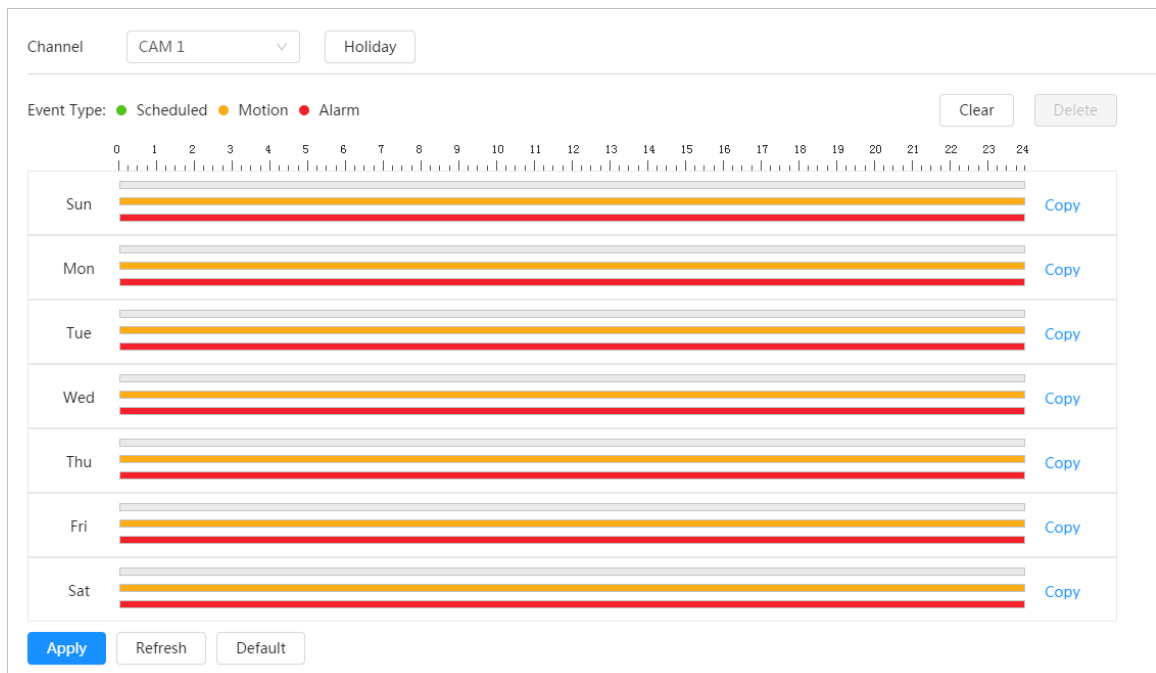 Channel CAM 1 Holiday
Event Type: Scheduled Motion Alarm Clear Delete
0 1 2 3 4 5 6 7 8 9 10 11 12 13 14 15 16 17 18 19 20 21 22 23 24
Sun Copy
Mon Copy
Tue Copy
Wed Copy
Thu Copy
Fri Copy
Sat Copy
Apply Refresh Default